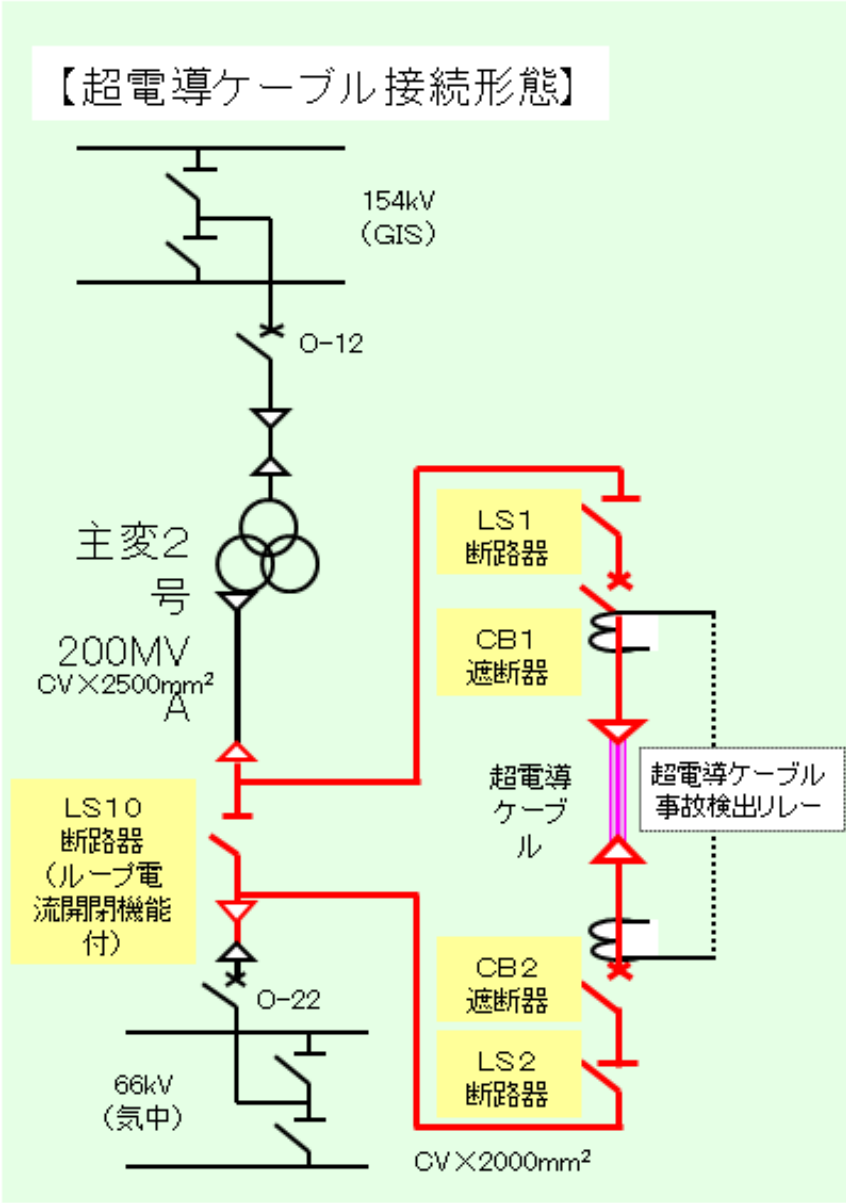 【超電導ケーブル接続形態】
154kV
（GIS）
O-12
主変2
号
200MV
A
CV×2500mm²
LS1
断路器
CB1
遮断器
超電導
ケーブ
ル
超電導ケーブル
事故検出リレー
LS10
断路器
（ループ電
流開閉機能
付）
O-22
CB2
遮断器
LS2
断路器
66kV
（気中）
CV×2000mm²